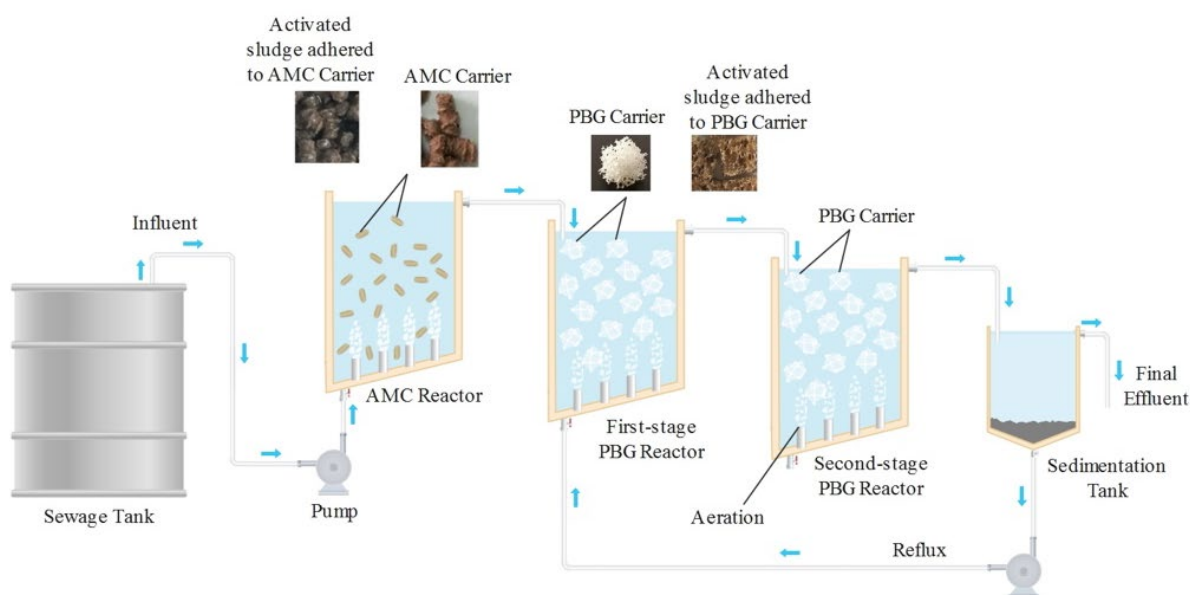 Activated
sludge adhered
to AMC Carrier
AMC Carrier
PBG Carrier
Activated
sludge adhered
to PBG Carrier
Influent
PBG Carrier
AMC Reactor
First-stage
PBG Reactor
Second-stage
PBG Reactor
Final
Effluent
Sedimentation
Tank
Sewage Tank
Pump
Aeration
Reflux